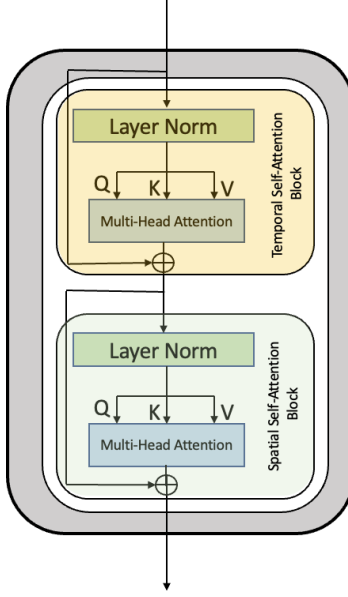 Layer Norm
Q K V
Multi-Head Attention
Temporal Self-Attention
Block
Layer Norm
Q K V
Multi-Head Attention
Spatial Self-Attention
Block